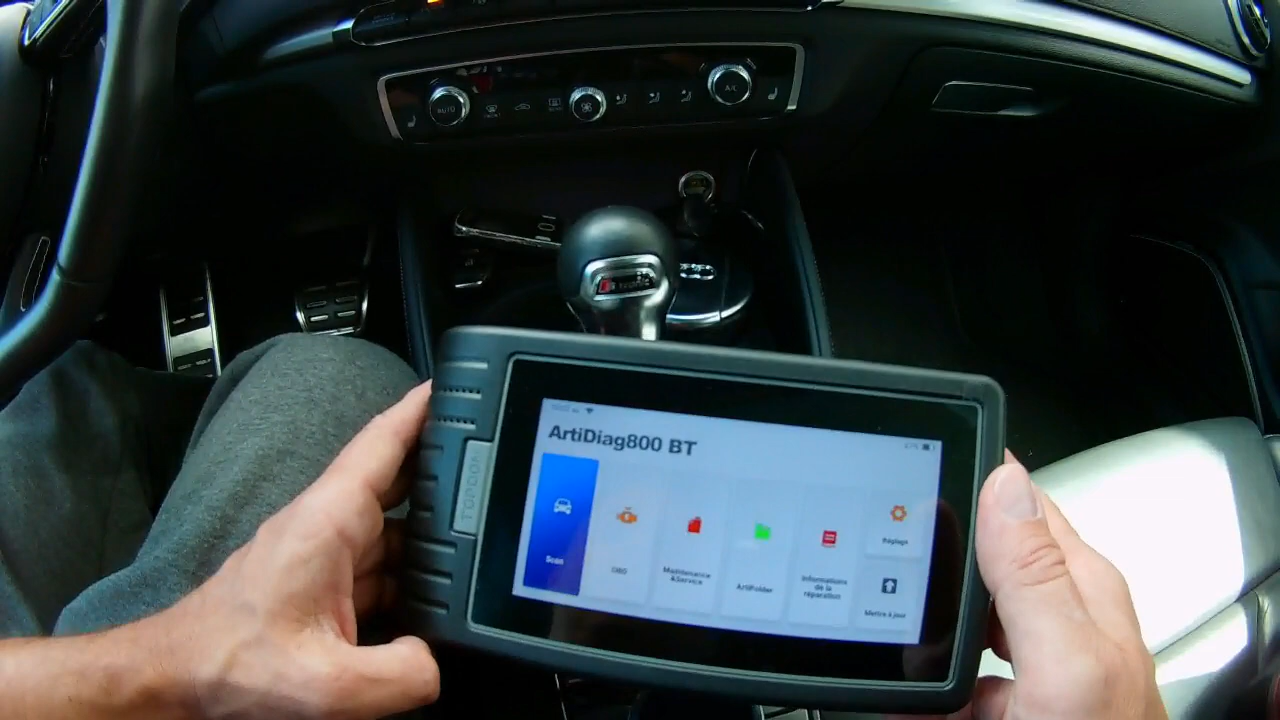 AUTO
A/C
TOPDON
ArtiDiag800 BT
Scan
OBD
Maintenance
&Service
ArtiFolder
Informations
de la
réparation
Réglage
Mettre à jour